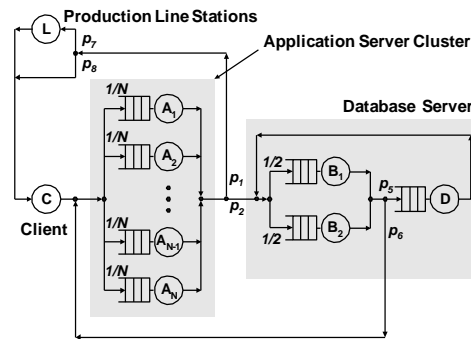 Production Line Stations
L
p7
p8
Application Server Cluster
1/N
A1
1/N
A2
Database Server
p1
p2
1/2
B1
C
Client
p5
D
p6
1/2
B2
1/N
AN-1
1/N
AN